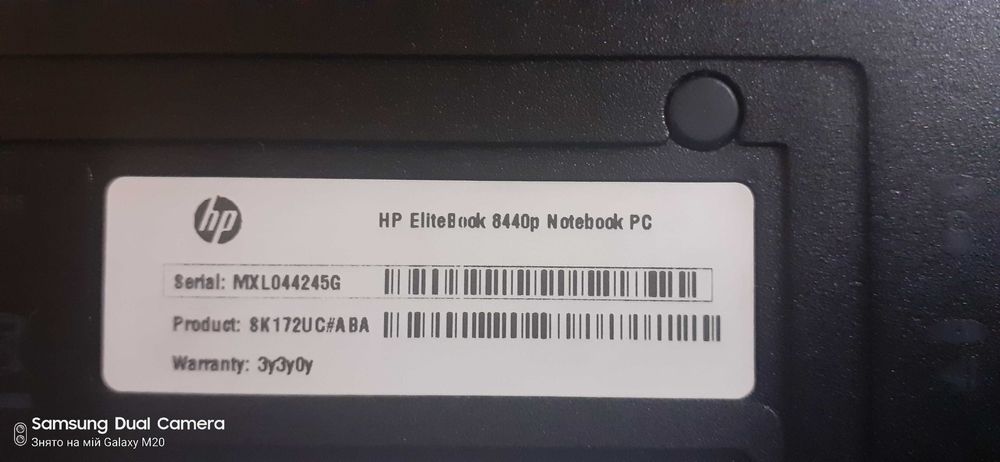 hp
HP EliteBook 8440p Notebook PC
Serial: MXL044245G
Product: SK172UC#ABA
Warranty: 3y3y0y
Samsung Dual Camera
Знято на мій Galaxy M20